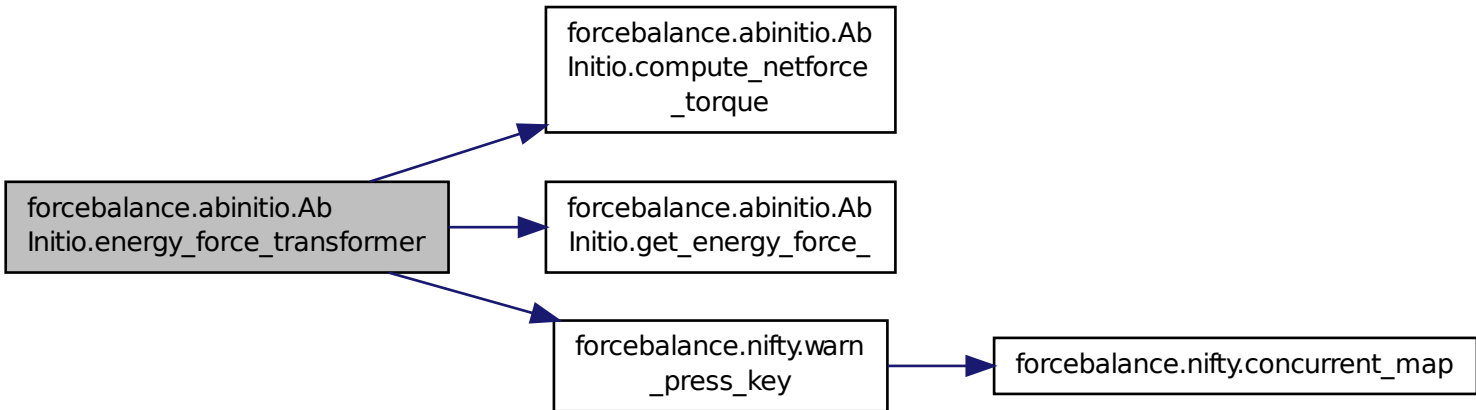 forcebalance.abinitio.Ab
Initio.compute_netforce
_torque
forcebalance.abinitio.Ab
Initio.energy_force_transformer
forcebalance.abinitio.Ab
Initio.get_energy_force_
forcebalance.nifty.warn
_press_key
forcebalance.nifty.concurrent_map